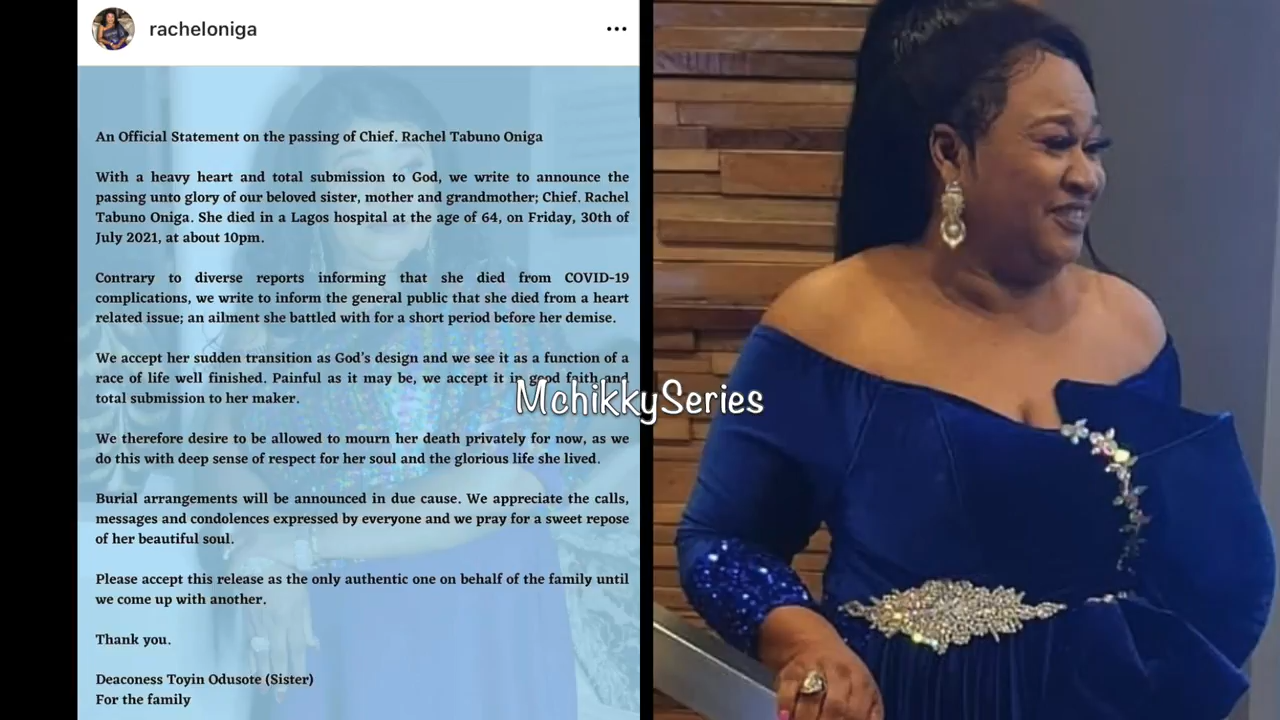 racheloniga
An Official Statement on the passing of Chief. Rachel Tabuno Oniga
With a heavy heart and total submission to God, we write to announce the
passing unto glory of our beloved sister, mother and grandmother; Chief. Rachel
Tabuno Oniga. She died in a Lagos hospital at the age of 64, on Friday, 30th of
July 2021, at about 10pm.
Contrary to diverse reports informing that she died from COVID-19
complications, we write to inform the general public that she died from a heart
related issue; an ailment she battled with for a short period before her demise.
We accept her sudden transition as God's design and we see it as a function of a
race of life well finished. Painful as it may be, we accept it in good faith and
total submission to her maker.
MchikkySeries
We therefore desire to be allowed to mourn her death privately for now, as we
do this with deep sense of respect for her soul and the glorious life she lived.
Burial arrangements will be announced in due cause. We appreciate the calls,
messages and condolences expressed by everyone and we pray for a sweet repose
of her beautiful soul.
Please accept this release as the only authentic one on behalf of the family until
we come up with another.
Thank you.
Deaconess Toyin Odusote (Sister)
For the family